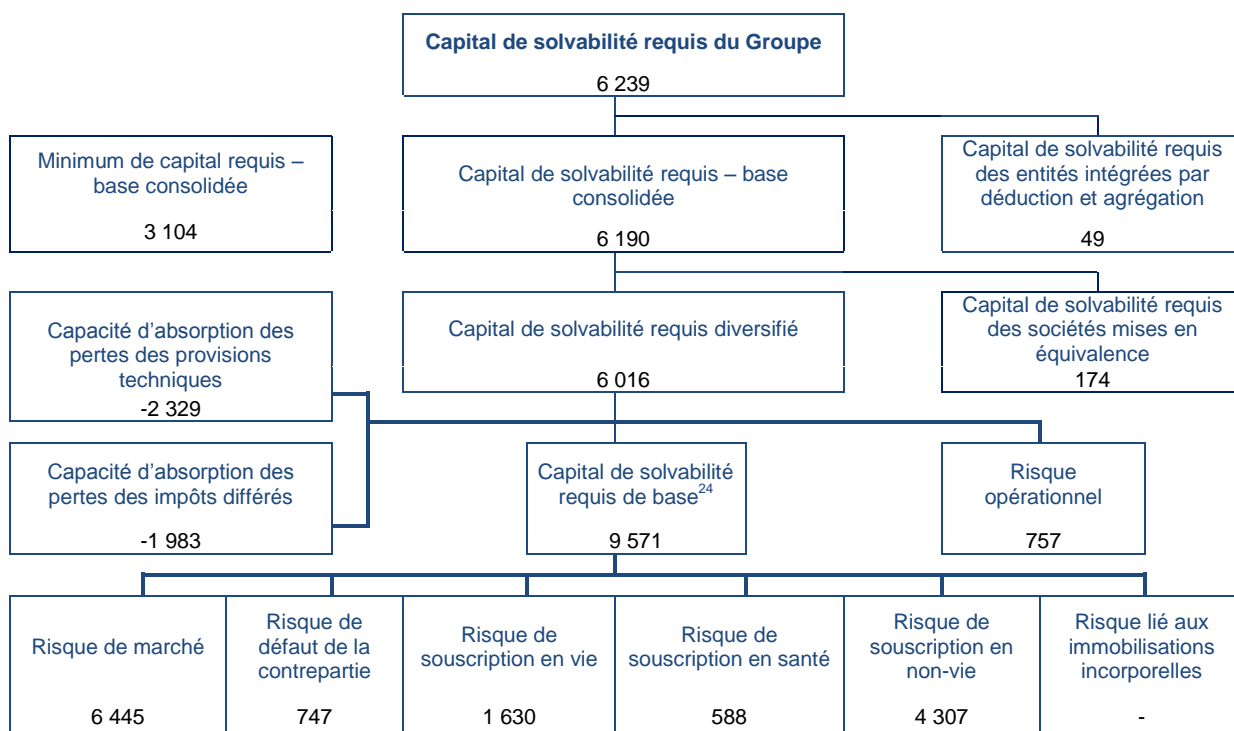 Capital de solvabilité requis du Groupe
6 239
Minimum de capital requis –
base consolidée
3 104
Capital de solvabilité requis – base
consolidée
6 190
Capital de solvabilité requis
des entités intégrées par
déduction et agrégation
49
Capacité d’absorption des
pertes des provisions
techniques
-2 329
Capital de solvabilité requis diversifié
6 016
Capital de solvabilité requis
des sociétés mises en
équivalence
174
Capacité d’absorption des
pertes des impôts différés
-1 983
Capital de solvabilité
requis de base24
9 571
Risque
opérationnel
757
Risque de marché
6 445
Risque de
défaut de la
contrepartie
747
Risque de
souscription en vie
1 630
Risque de
souscription en santé
588
Risque de
souscription en
non-vie
4 307
Risque lié aux
immobilisations
incorporelles
-